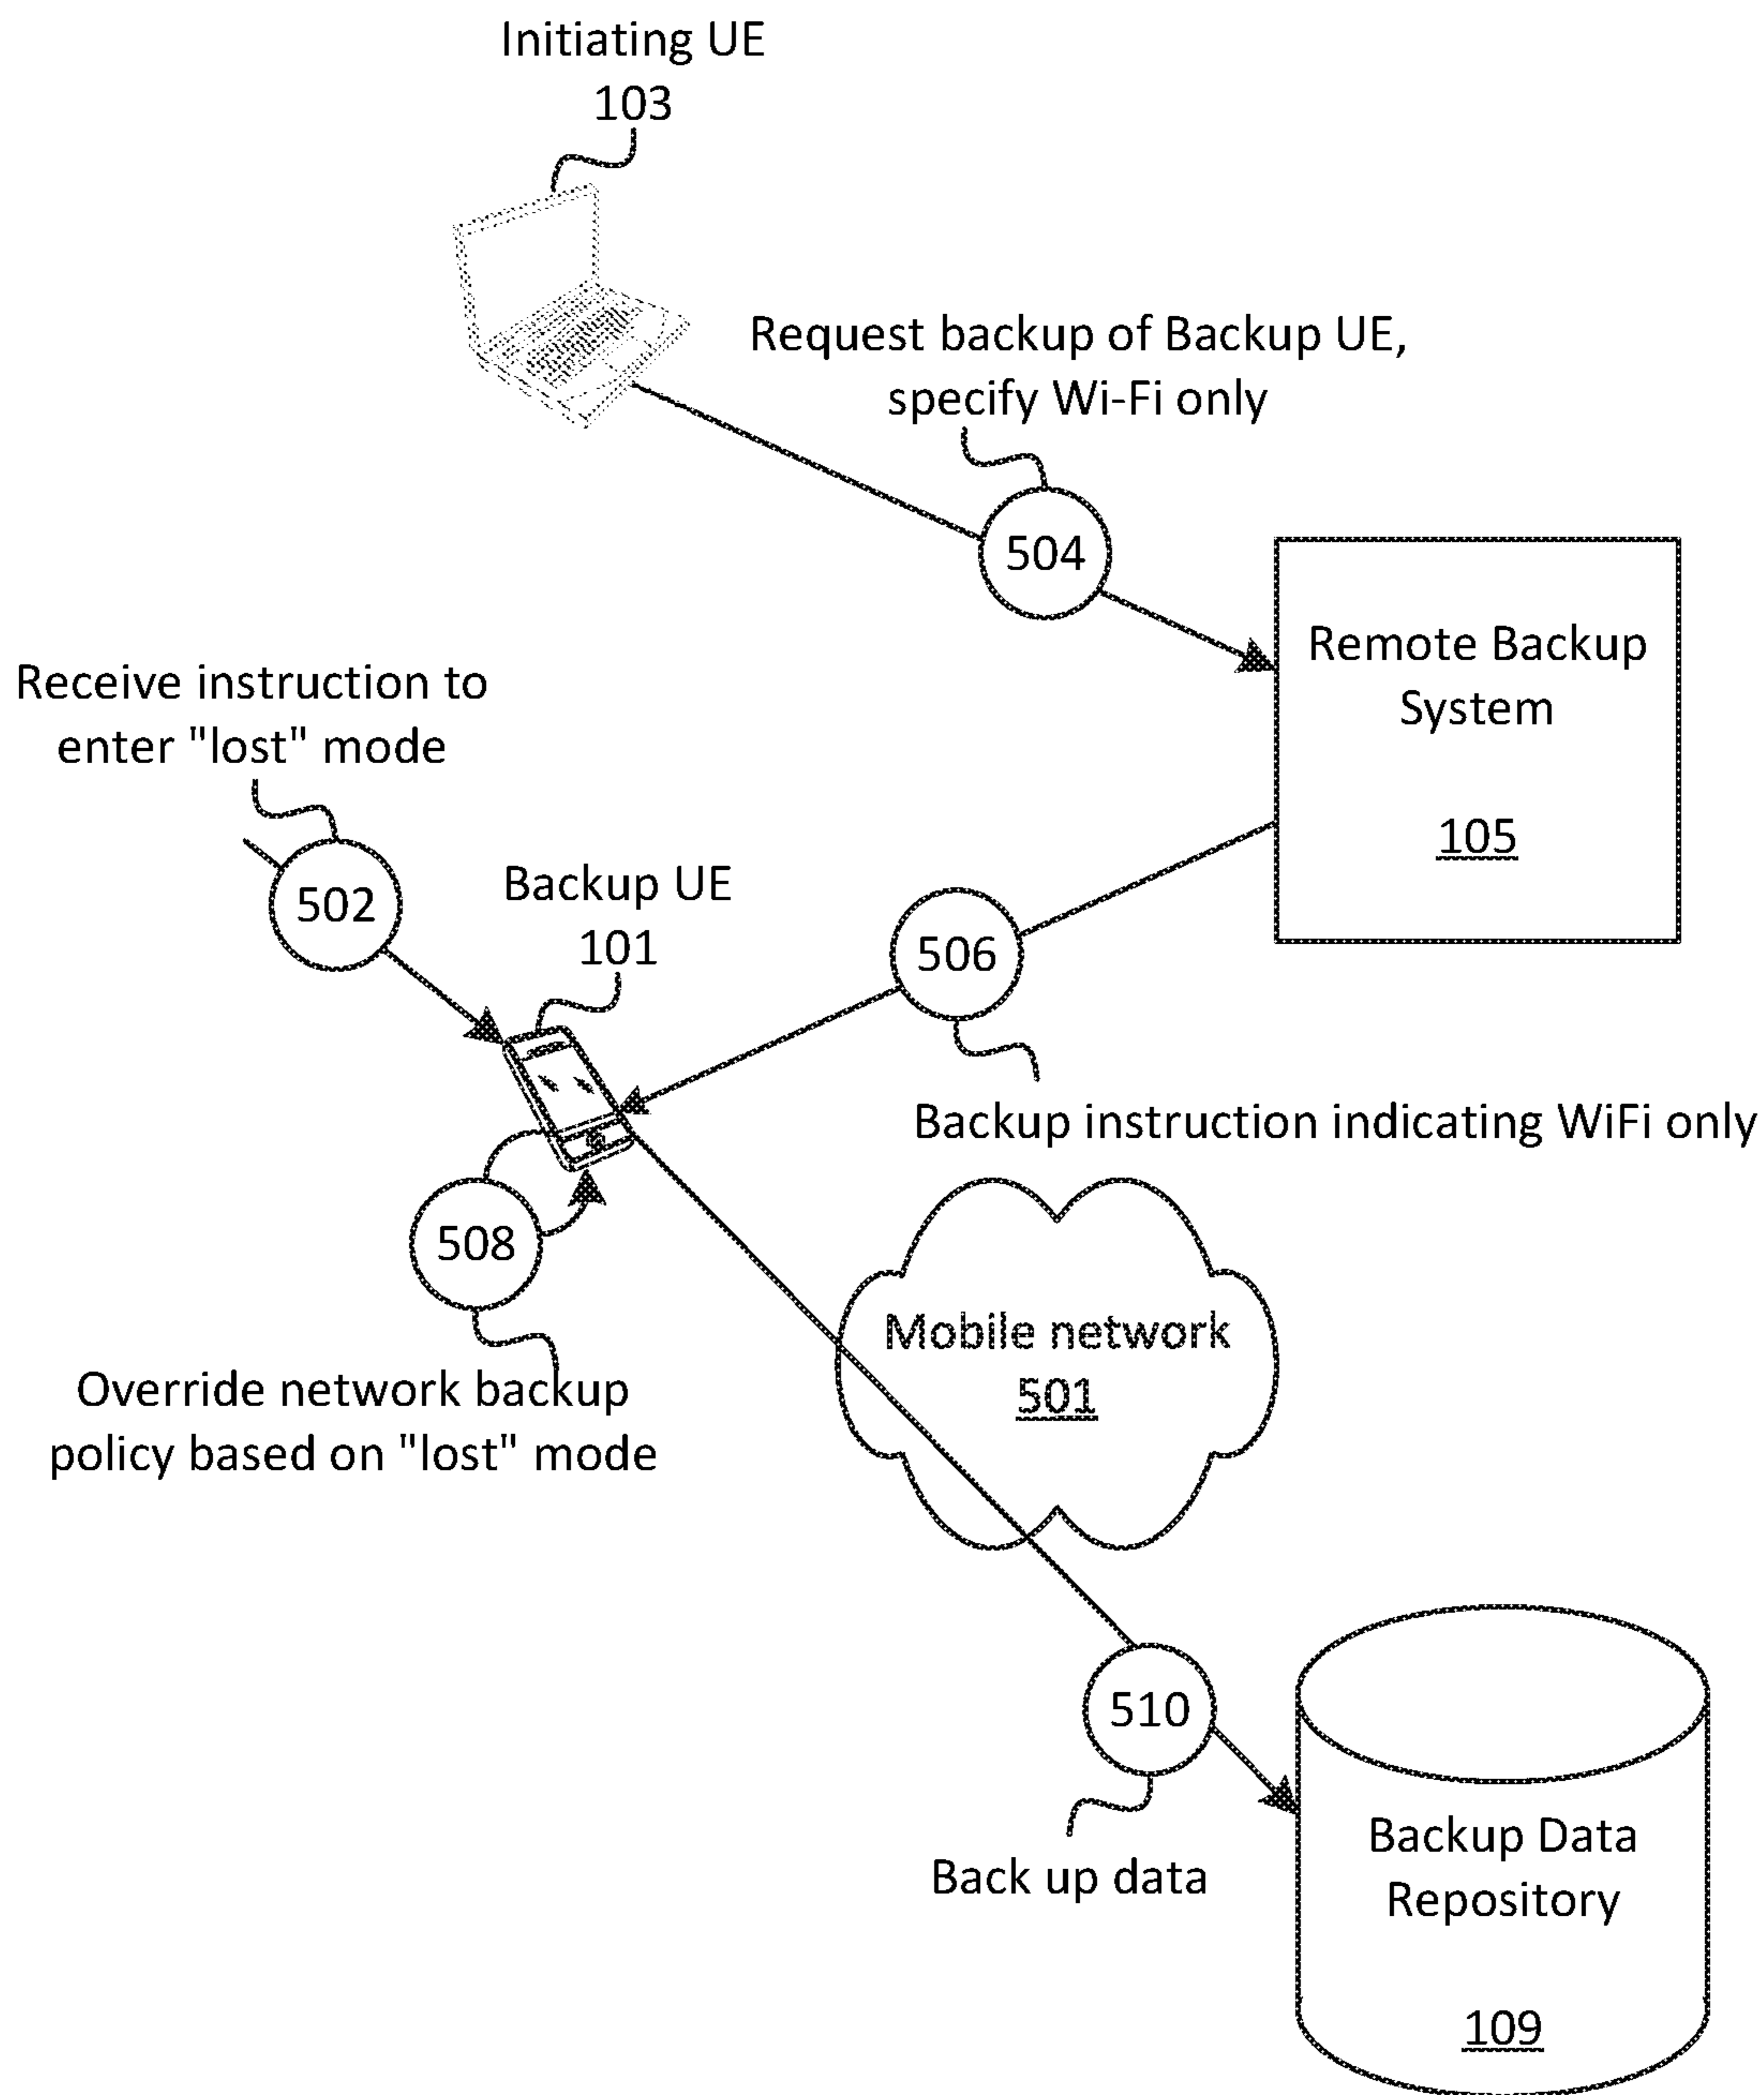 Initiating UE
103
Request backup of Backup UE,
specify Wi-Fi only
504
Remote Backup
System
105
Receive instruction to
enter "lost" mode
502
Backup UE
101
506
Backup instruction indicating WiFi only
508
Override network backup
policy based on "lost" mode
Mobile network
501
510
Back up data
Backup Data
Repository
109